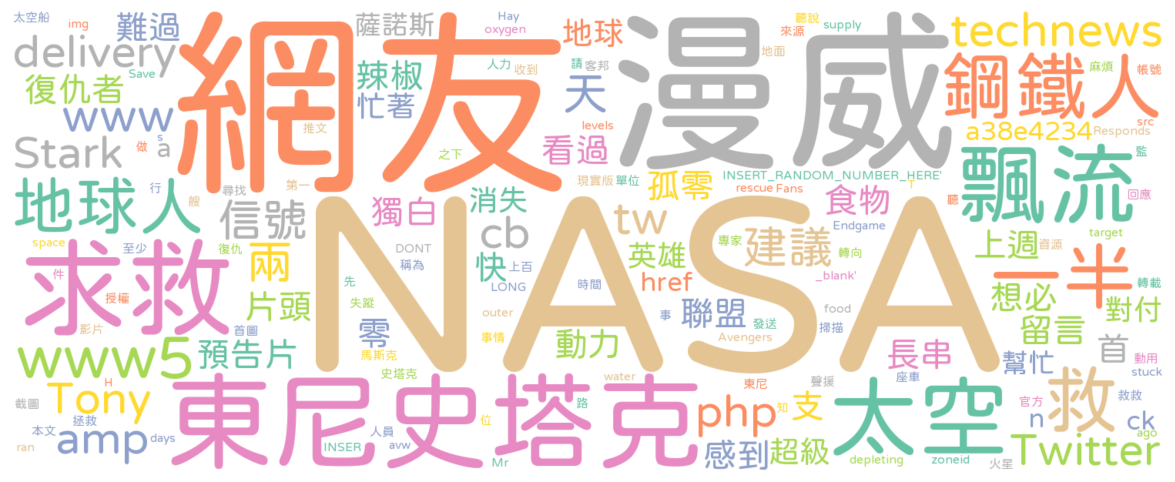 太空船
難過
Hay
oxygen
薩諾斯
地球
聽說
來源
supply
technews
delivery
Save
復仇者
網友
辣椒
人力
收到
請
客邦
地面
漫威
麻煩
帳號
鋼鐵人
www
s
做
a
推文
忙著
天
levels
src
a38e4234
Responds
Stark
之下
看過
飄流
監
地球人
行
艘
尋找
第一
信號
獨白
消失
現實版
單位
孤零
INSERT_RANDOM_NUMBER_HERE'
rescue
Fans
T
食物
聽
回應
NASA
cb
tw
建議
Endgame
space
至少
復仇
兩
DONT
稱為
快
上百
英雄
專家
轉向
上週
資源
target
求救
件
授權
片頭
先
失蹤
LONG
時間
href
_blank'
一半
轉載
想必
對付
影片
首圖
零
outer
事
聯盟
發送
food
掃描
留言
www5
預告片
馬斯克
事情
動力
Avengers
長串
首
動用
幫忙
stuck
史塔克
water
座車
截圖
H
Tony
拯救
東尼史塔克
路
東尼
聲援
php
知
支
太空
官方
救
救救
n
ck
本文
amp
days
ran
INSER
人員
avw
位
Mr
感到
超級
depleting
zoneid
火星
Twitter
ago
img